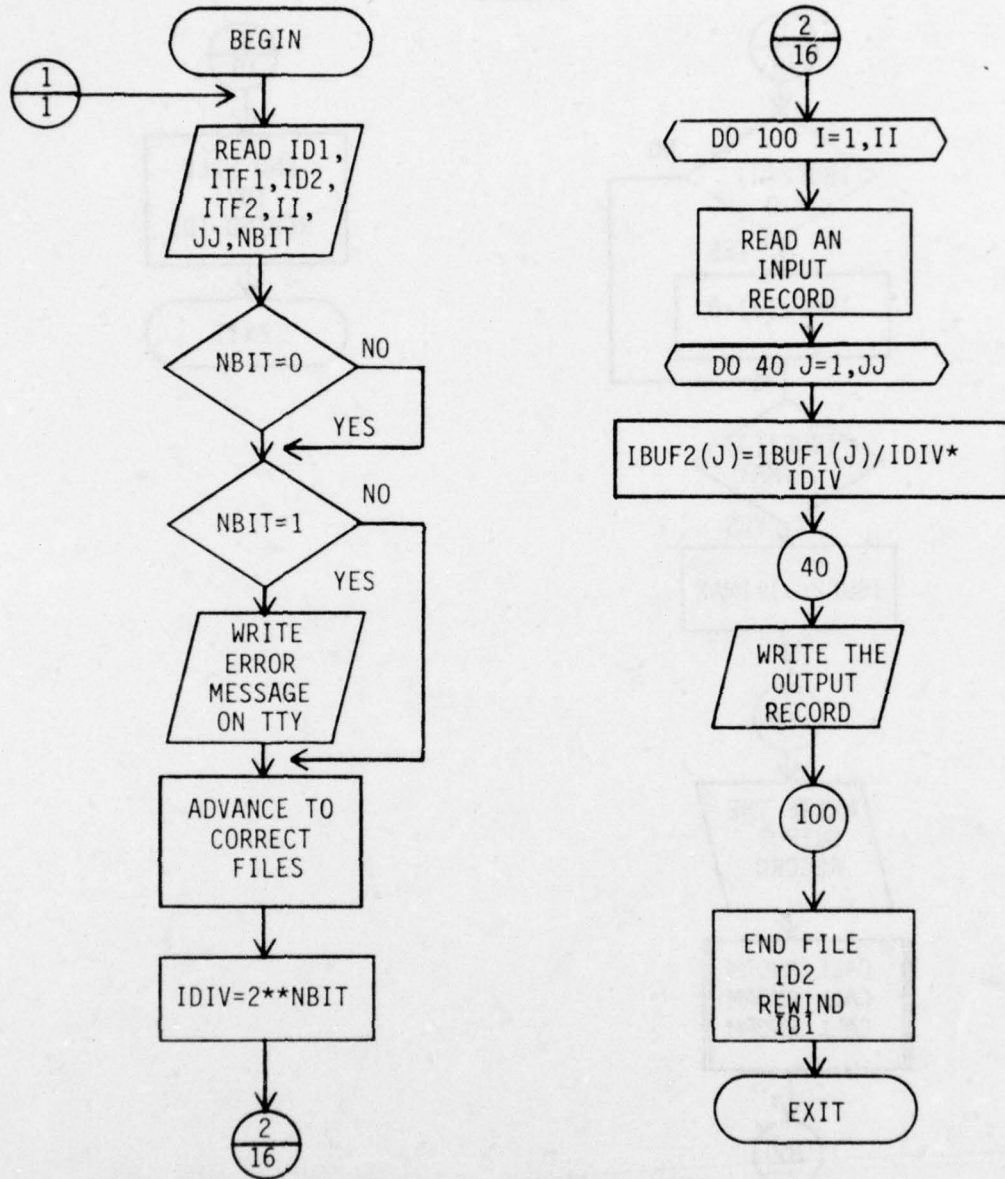 BEGIN
1
1
READ ID1,
ITF1,ID2,
ITF2,II,
JJ,NBIT
NBIT=0
NO
YES
NBIT=1
NO
YES
WRITE
ERROR
MESSAGE
ON TTY
ADVANCE TO
CORRECT
FILES
IDIV=2**NBIT
2
16
2
16
DO 100 I=1,II
READ AN
INPUT
RECORD
DO 40 J=1,JJ
IBUF2(J)=IBUF1(J)/IDIV*
IDIV
40
WRITE THE
OUTPUT
RECORD
100
END FILE
ID2
REWIND
ID1
EXIT